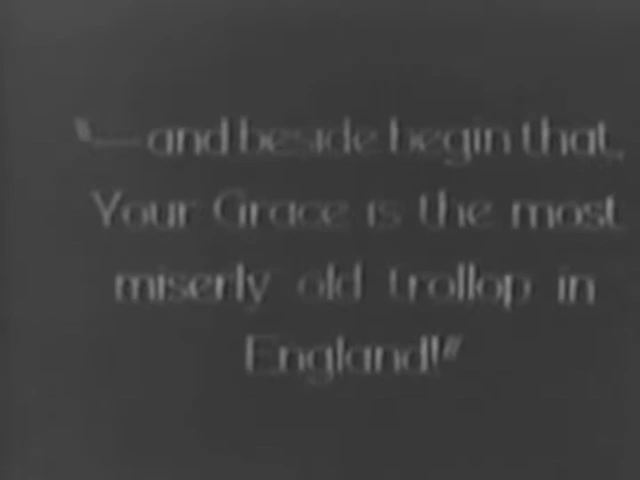 "—and beside begin that,
Your Grace is the most
miserly old trollop in
England!"